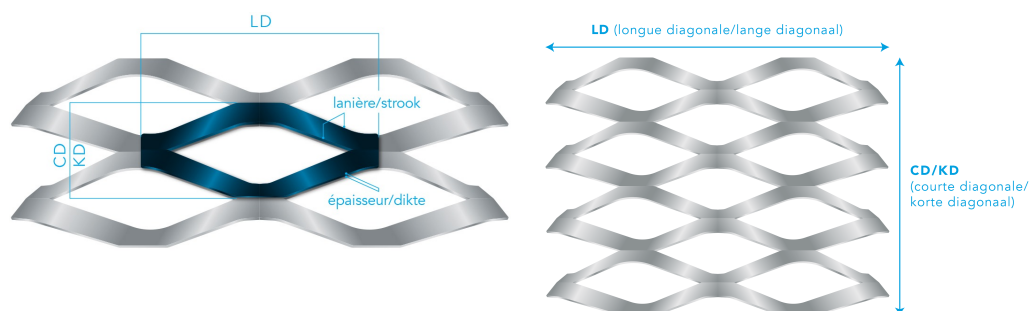 LD
lanière/strook
CD
KD
épaisseur/dikte
LD (longue diagonale/lange diagonaal)
CD/KD
(courte diagonale/
korte diagonaal)